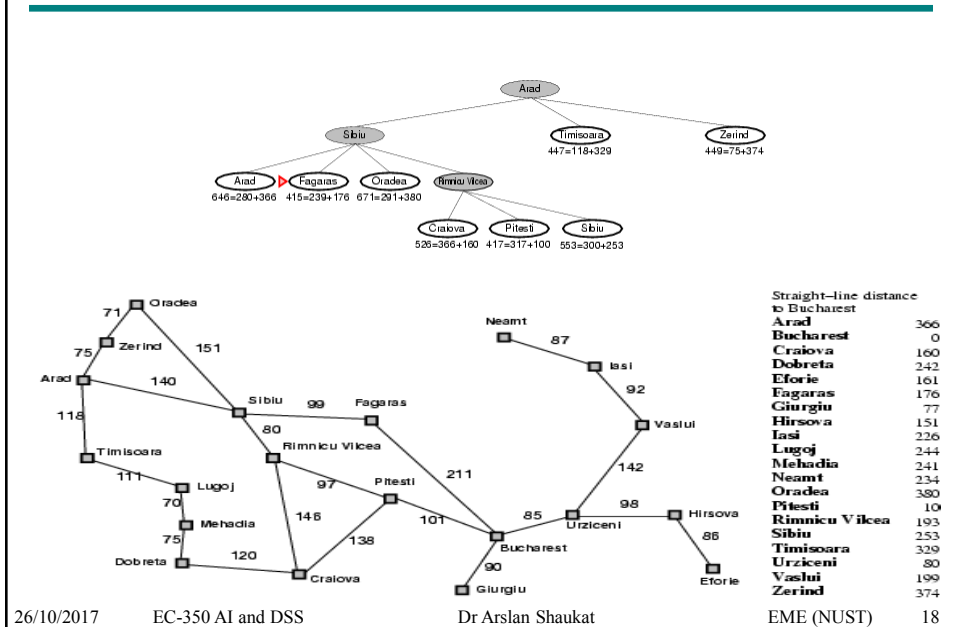 Arad
Sibiu
Timisoara
Zerind
447=118+329
449=75+374
Arad
Fagaras
Oradea
Rimnicu Vilcea
646=280+366
415=239+176
671=291+380
Craiova
Pitesti
Sibiu
526=366+160
417=317+100
553=300+253
Oradea
71
Zerind
75
151
Arad
140
118
Sibiu
99
Fagaras
80
Timisoara
Rimnicu Vilcea
111
Lugoj
97
Pitesti
211
70
Mehadia
146
101
75
138
Dobreta
120
Craiova
Bucharest
90
Giurgiu
Neamt
87
Iasi
92
Vaslui
142
85
98
Hirsova
Urziceni
86
Eforie
Straight–line distance
to Bucharest
Arad 366
Bucharest 0
Craiova 160
Dobreta 242
Eforie 161
Fagaras 176
Giurgiu 77
Hirsova 151
Iasi 226
Lugoj 244
Mehadia 241
Neamt 234
Oradea 380
Pitesti 10
Rimnicu Vilcea 193
Sibiu 253
Timisoara 329
Urziceni 80
Vaslui 199
Zerind 374
26/10/2017 EC-350 AI and DSS Dr Arslan Shaukat EME (NUST) 18